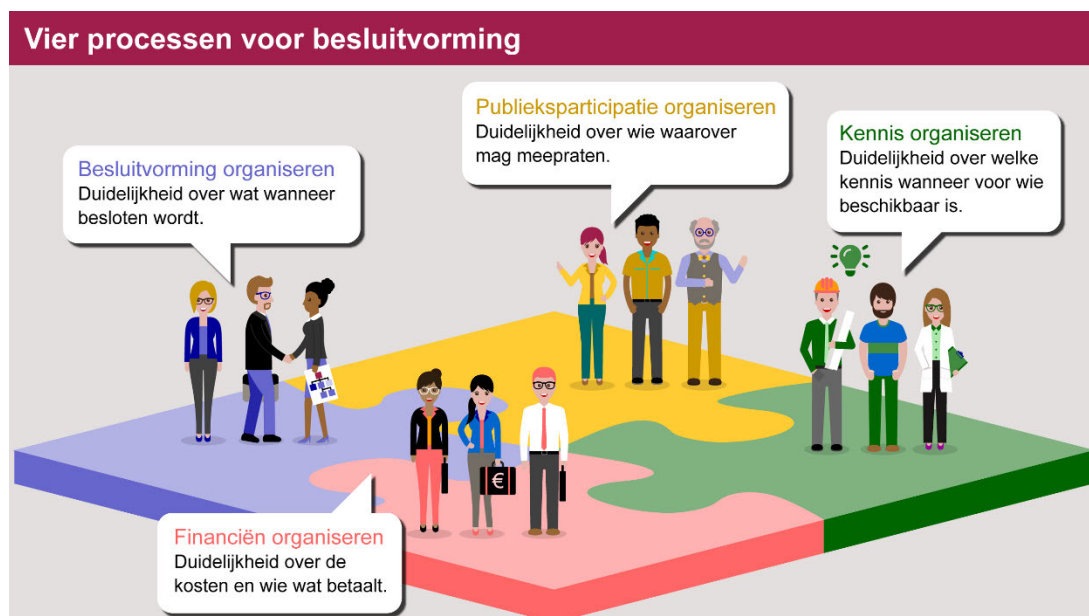 Vier processen voor besluitvorming
Publieksparticipatie organiseren
Duidelijkheid over wie waarover
mag meepraten.
Kennis organiseren
Duidelijkheid over welke
kennis wanneer voor wie
beschikbaar is.
Besluitvorming organiseren
Duidelijkheid over wat wanneer
besloten wordt.
€
Financiën organiseren
Duidelijkheid over de
kosten en wie wat betaalt.